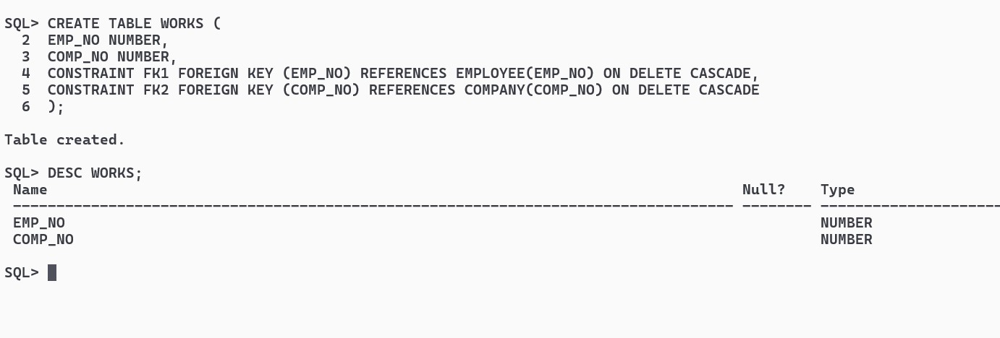 SQL> CREATE TABLE WORKS (
  2  EMP_NO NUMBER,
  3  COMP_NO NUMBER,
  4  CONSTRAINT FK1 FOREIGN KEY (EMP_NO) REFERENCES EMPLOYEE(EMP_NO) ON DELETE CASCADE,
  5  CONSTRAINT FK2 FOREIGN KEY (COMP_NO) REFERENCES COMPANY(COMP_NO) ON DELETE CASCADE
  6  );
Table created.
SQL> DESC WORKS;
 Name                                                                                Null?    Type
 ----------------------------------------------------------------------------------- -------- ---------------------
 EMP_NO                                                                                       NUMBER
 COMP_NO                                                                                      NUMBER
SQL>